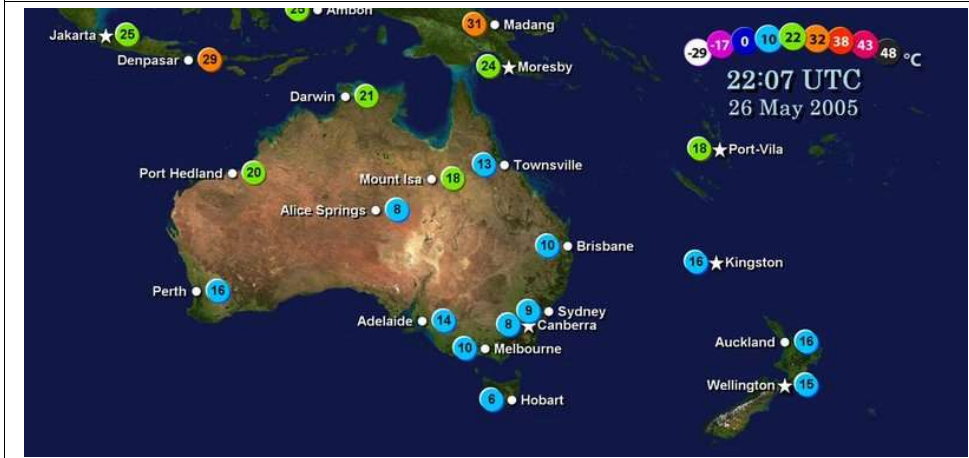 25 Ambon
Jakarta 25
31 Madang
-29 -17 0 10 22 32 38 43 48 °C
Denpasar 29
24 Moresby
22:07 UTC
26 May 2005
Darwin 21
18 Port-Vila
13 Townsville
Port Hedland 20
Mount Isa 18
Alice Springs 8
10 Brisbane
16 Kingston
Perth 16
9 Sydney
Adelaide 14
8 Canberra
Auckland 16
10 Melbourne
Wellington 15
6 Hobart